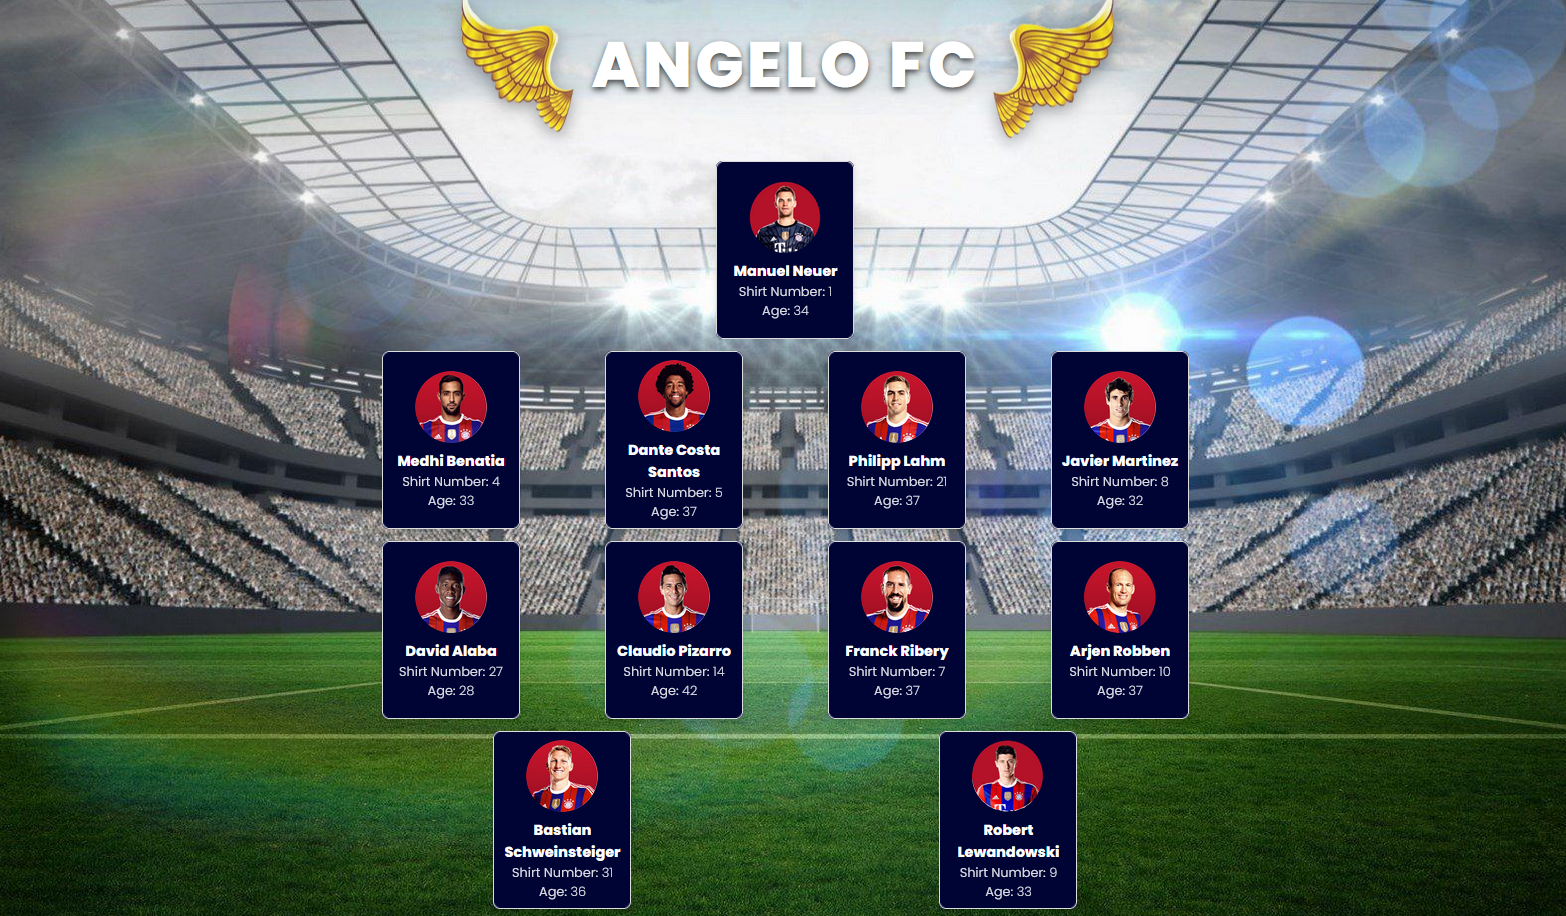 ANGELO FC
Manuel Neuer
Shirt Number: 1
Age: 34
Medhi Benatia
Shirt Number: 4
Age: 33
Dante Costa
Santos
Shirt Number: 5
Age: 37
Philipp Lahm
Shirt Number: 21
Age: 37
Javier Martinez
Shirt Number: 8
Age: 32
David Alaba
Shirt Number: 27
Age: 28
Claudio Pizarro
Shirt Number: 14
Age: 42
Franck Ribery
Shirt Number: 7
Age: 37
Arjen Robben
Shirt Number: 10
Age: 37
Bastian
Schweinsteiger
Shirt Number: 31
Age: 36
Robert
Lewandowski
Shirt Number: 9
Age: 33